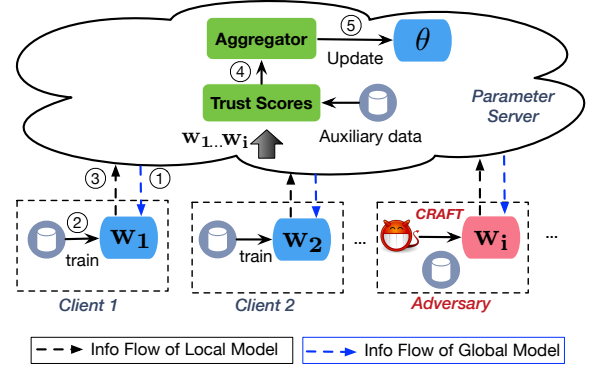 ⑤
Aggregator
θ
Update
④
Trust Scores
Parameter
Server
w₁...wᵢ
Auxiliary data
③
①
②
train
w₁
train
w₂
...
CRAFT
wᵢ
...
Client 1
Client 2
Adversary
Info Flow of Local Model
Info Flow of Global Model